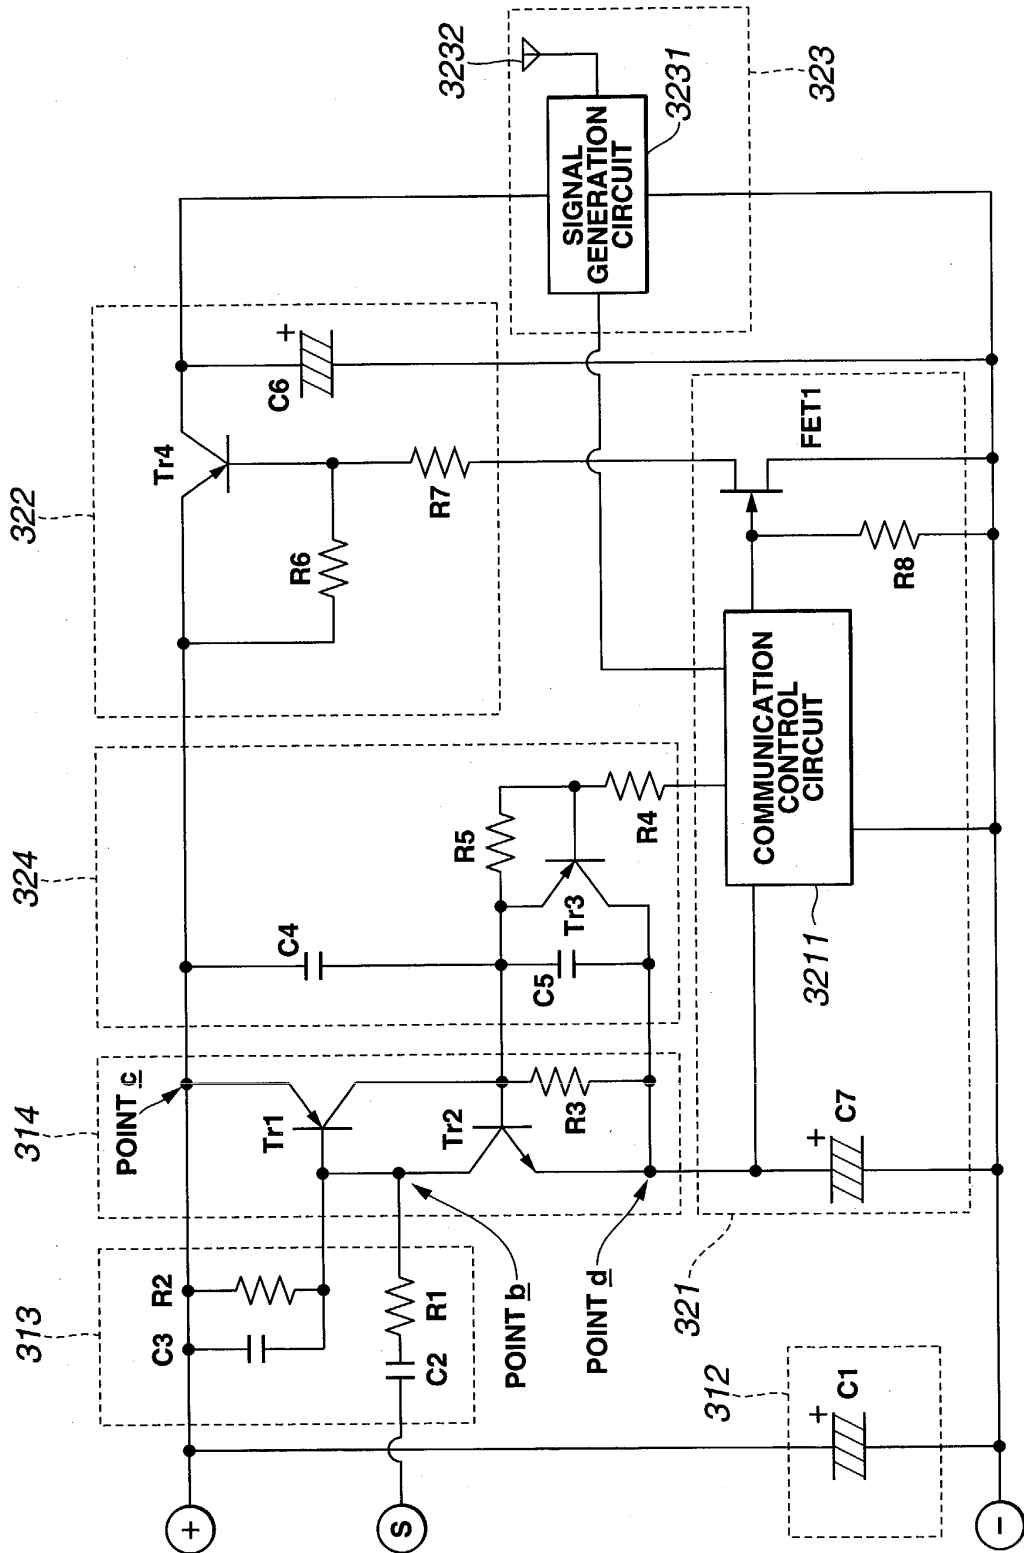 322
Tr4
C6
+
R6
R7
3232
SIGNAL
GENERATION
CIRCUIT
3231
323
324
C4
R5
Tr3
C5
R4
COMMUNICATION
CONTROL
CIRCUIT
3211
FET1
R8
314
POINT c
Tr1
Tr2
R3
C7
+
321
313
C3
R2
C2
R1
POINT b
POINT d
312
C1
+
+
S
−